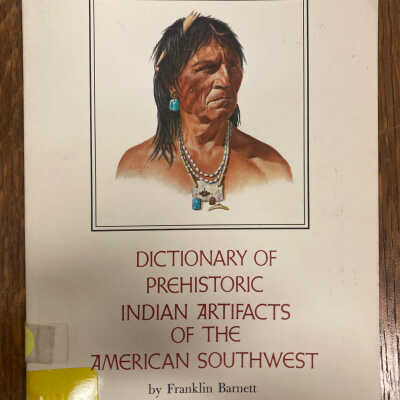 DICTIONARY OF
PREHISTORIC
INDIAN ARTIFACTS
OF THE
AMERICAN SOUTHWEST
by Franklin Barnett